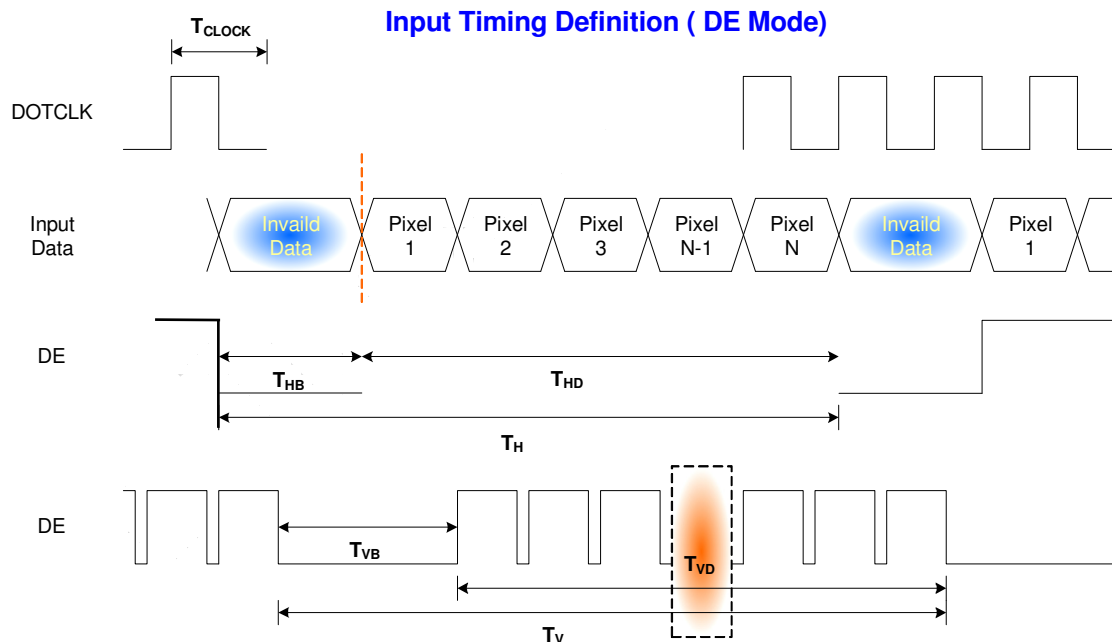 Input Timing Definition ( DE Mode)
TCLOCK
DOTCLK
Input
Data
Invaild
Data
Pixel
1
Pixel
2
Pixel
3
Pixel
N-1
Pixel
N
Invaild
Data
Pixel
1
DE
THB
THD
TH
DE
TVB
TVD
TV